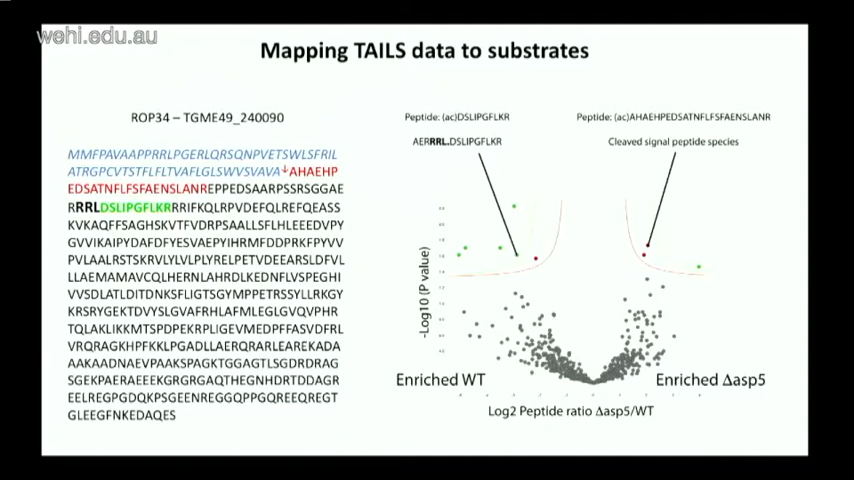 wehi.edu.au
Mapping TAILS data to substrates
ROP34 – TGME49_240090
MMFPAVAAPPRRLPGERLQRSQNPVETSWLSFRIL
ATRGPCVTSTFLFLTVAFLGLSWVSVAVA↓AHAEHP
EDSATNFLFSFAENSLANREPPEDSAARPSSRSGGAE
RRRLDSLIPGFLKRRRIFKQLRPVDEFQLREFQEASS
KVKAQFFSAGHSKVTFVDRPSAALLSFLHLEEEDVPY
GVVIKAIPYDAFDFYESVAEPYIHRMFDDPRKFPYVV
PVLAALRSTSKRVLYLVLPLYRELPETVDEEARSLDFVL
LLAEMAMAVCQLHERNLAHRDLKEDNFLVSPEGHI
VVSDLATLDITDNKSFLIGTSGYMPPETRSSYLLRKGY
KRSRYGEKTDVYSLGVAFRHLAFMLEGLGVQVPHR
TQLAKLIKKMTSPDPEKRPLIGEVMEDPFFASVDFRL
VRQRAGKHPFKKLPGADLLAERQRARLEAREKADA
AAKAADNAEVPAAKSPAGKTGGAGTLSGDRDRAG
SGEKPAERAEEEKGRGRGAQTHEGNHDRTDDAGR
EELREGPGDQKPSGEENREGGQPPGQREEQREGT
GLEEGFNKEDAQES
Peptide: (ac)DSLIPGFLKR
AERRRL.DSLIPGFLKR
Peptide: (ac)AHAEHPEDSATNFLFSFAENSLANR
Cleaved signal peptide species
-Log10 (P value)
Enriched WT
Enriched Δasp5
Log2 Peptide ratio Δasp5/WT